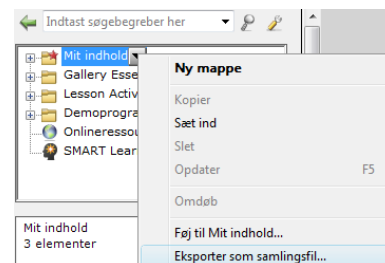 Indtast søgebegreber her
Mit indhold
Gallery Esse
Lesson Activ
Demoprogra
Onlineressou
SMART Lear
Ny mappe
Kopier
Sæt ind
Slet
Opdater F5
Omdøb
Føj til Mit indhold...
Eksporter som samlingsfil...
Mit indhold
3 elementer